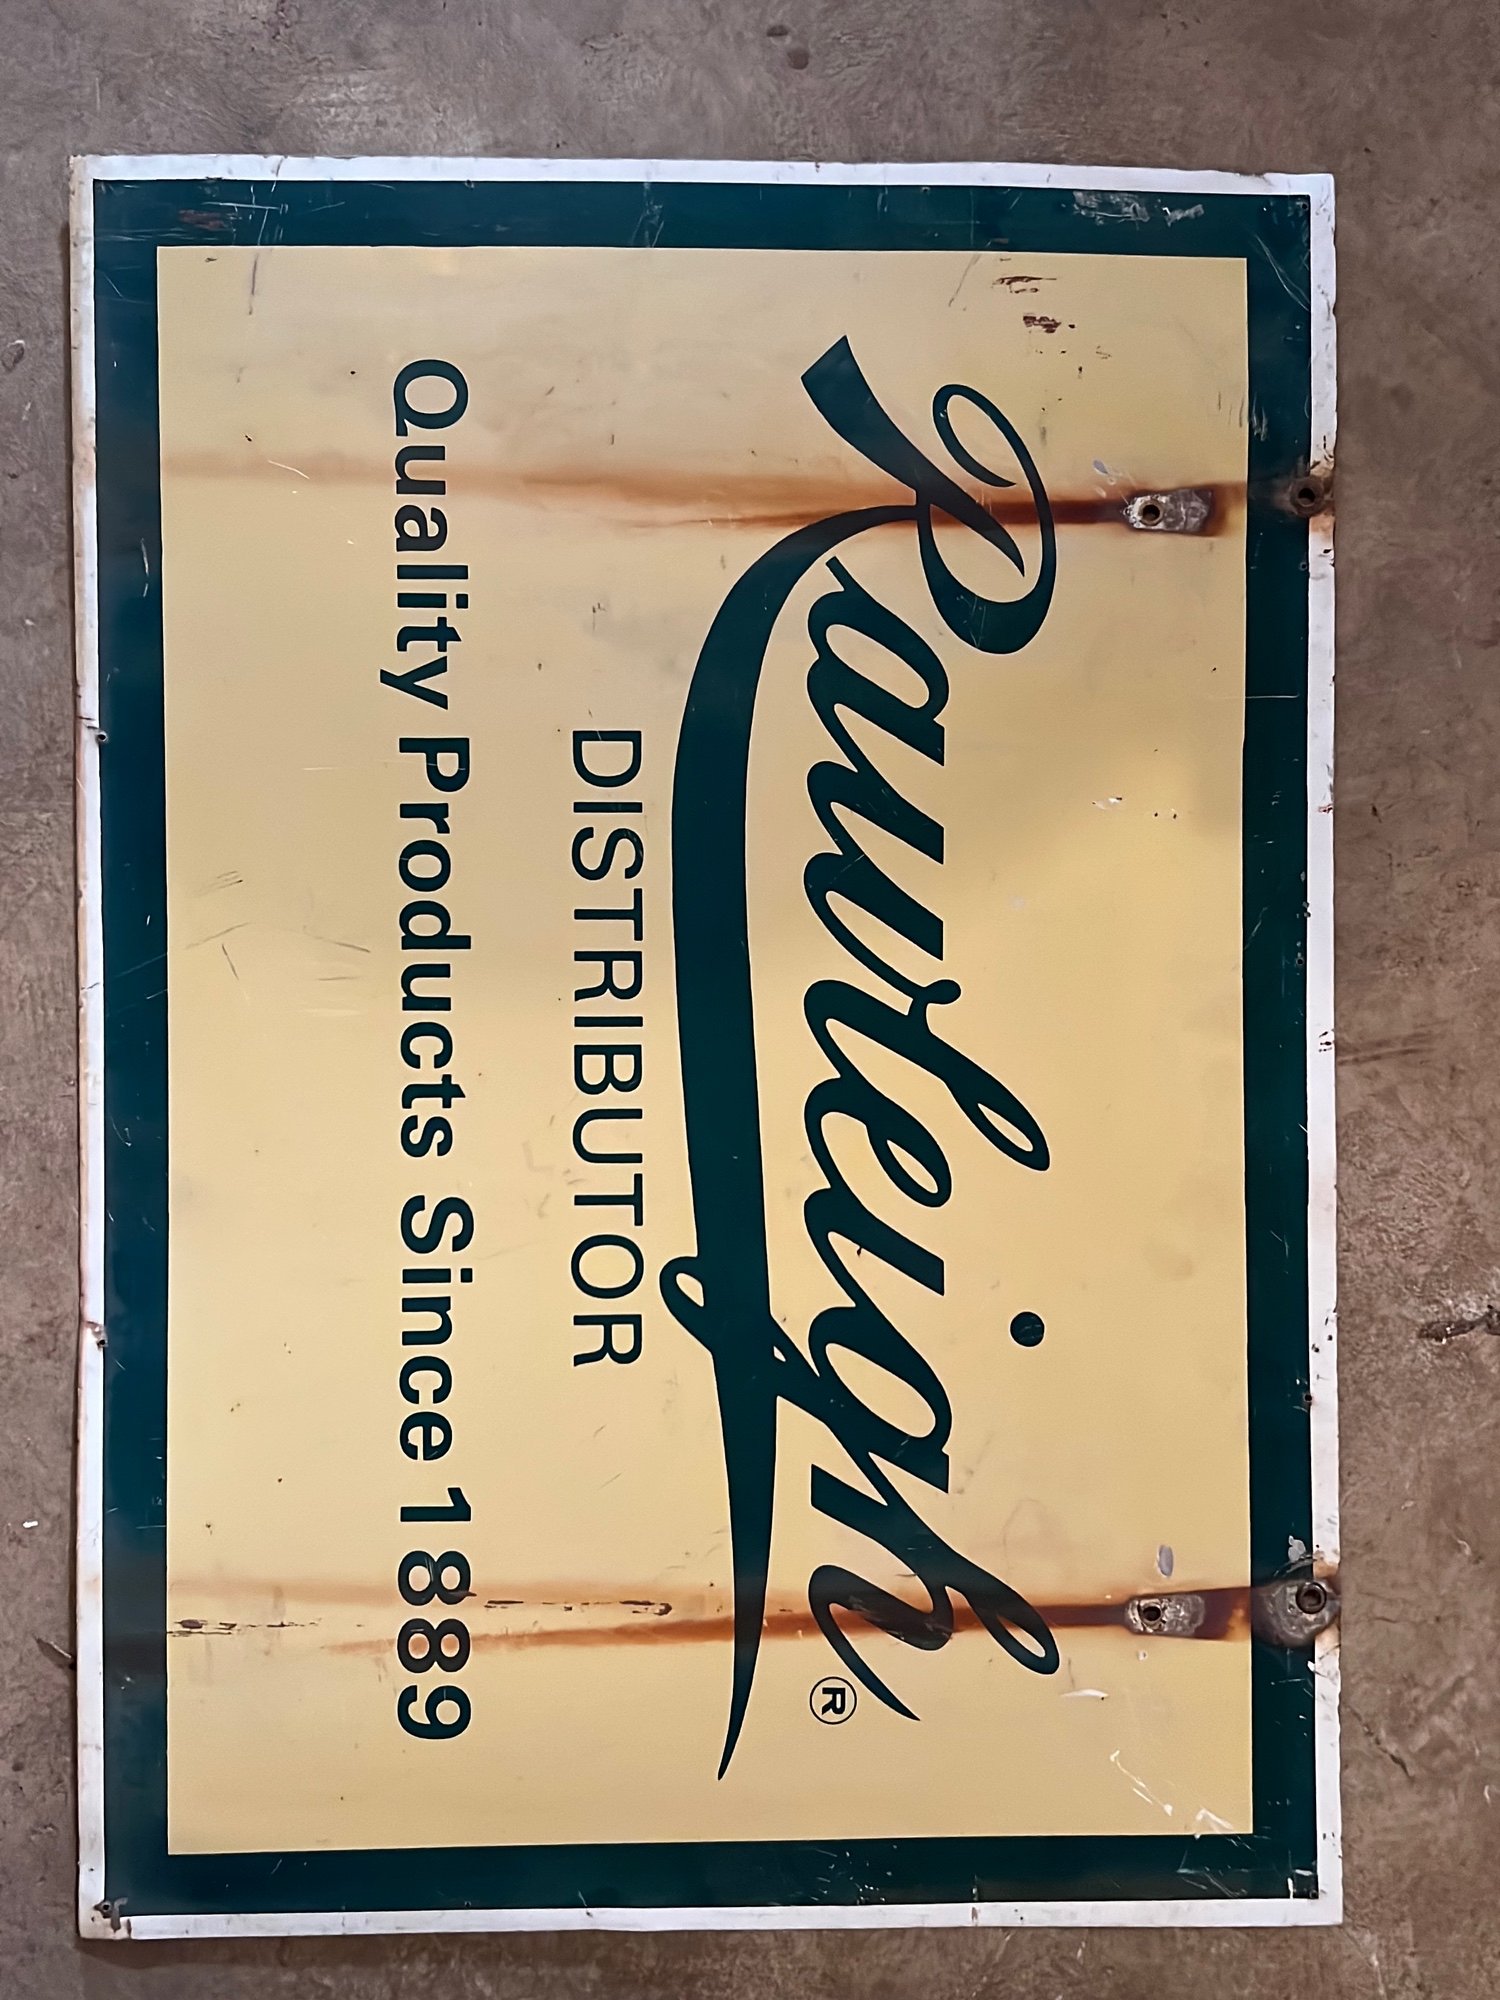 Rawleigh®
DISTRIBUTOR
Quality Products Since 1889